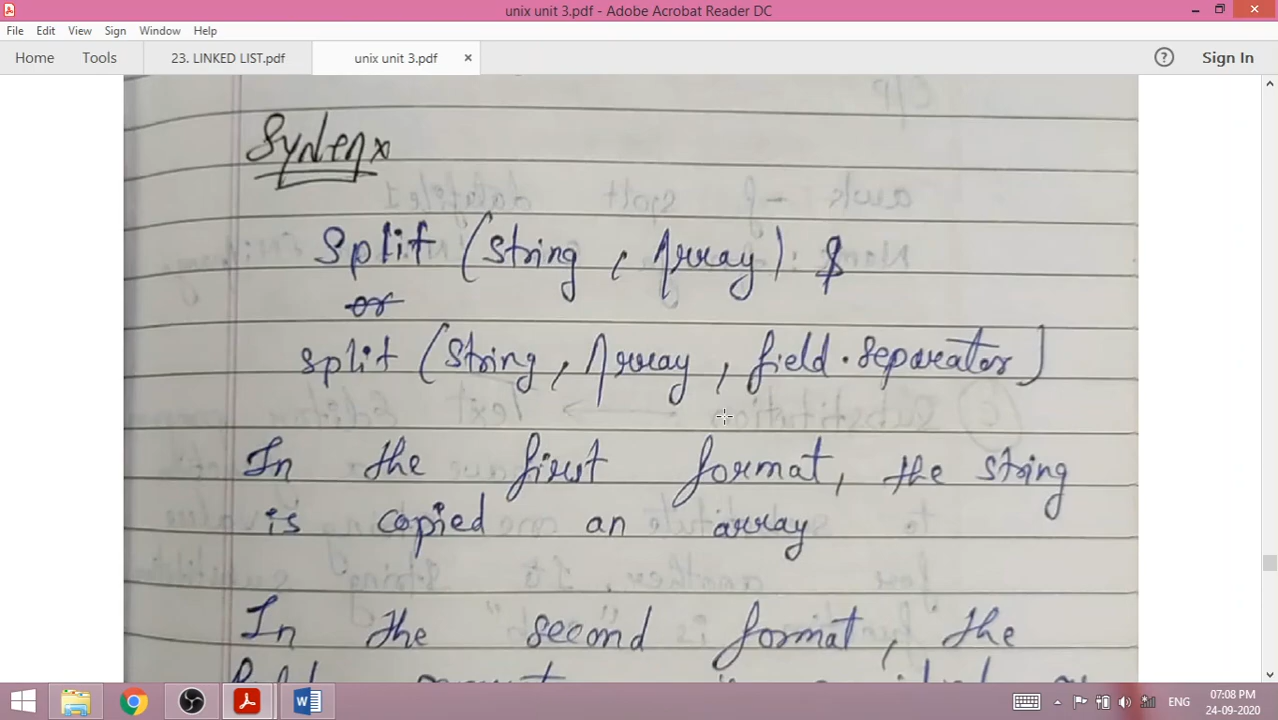 unix unit 3.pdf - Adobe Acrobat Reader DC
File Edit View Sign Window Help
Home Tools 23. LINKED LIST.pdf unix unit 3.pdf × ? Sign In
Syntenx
Split (string, Array) $
or
split (string, Array, field.separator)
In the first format, the string
is copied an array
In the second format, the
ENG
07:08 PM
24-09-2020